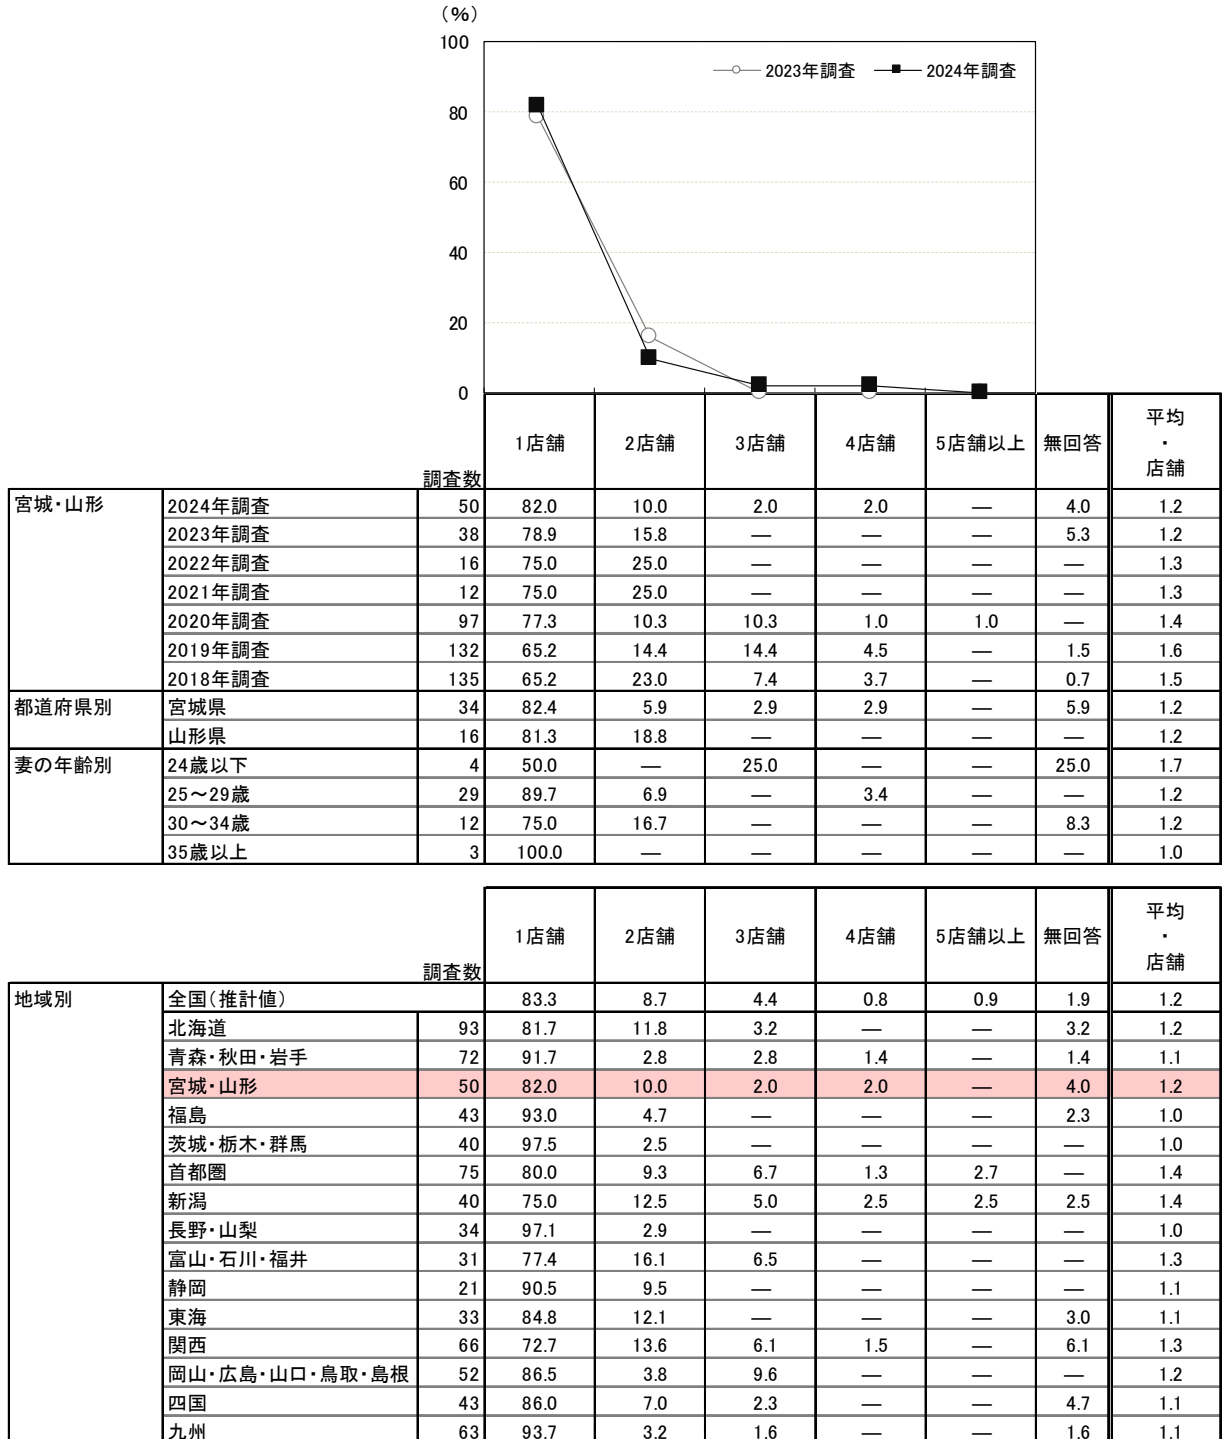 （%）
100
80
60
40
20
0
2023年調査 2024年調査
調査数 1店舗 2店舗 3店舗 4店舗 5店舗以上 無回答 平均・店舗
宮城・山形 2024年調査 50 82.0 10.0 2.0 2.0 ― 4.0 1.2
2023年調査 38 78.9 15.8 ― ― ― 5.3 1.2
2022年調査 16 75.0 25.0 ― ― ― ― 1.3
2021年調査 12 75.0 25.0 ― ― ― ― 1.3
2020年調査 97 77.3 10.3 10.3 1.0 1.0 ― 1.4
2019年調査 132 65.2 14.4 14.4 4.5 ― 1.5 1.6
2018年調査 135 65.2 23.0 7.4 3.7 ― 0.7 1.5
都道府県別 宮城県 34 82.4 5.9 2.9 2.9 ― 5.9 1.2
山形県 16 81.3 18.8 ― ― ― ― 1.2
妻の年齢別 24歳以下 4 50.0 ― 25.0 ― ― 25.0 1.7
25～29歳 29 89.7 6.9 ― 3.4 ― ― 1.2
30～34歳 12 75.0 16.7 ― ― ― 8.3 1.2
35歳以上 3 100.0 ― ― ― ― ― 1.0
調査数 1店舗 2店舗 3店舗 4店舗 5店舗以上 無回答 平均・店舗
地域別 全国（推計値） 83.3 8.7 4.4 0.8 0.9 1.9 1.2
北海道 93 81.7 11.8 3.2 ― ― 3.2 1.2
青森・秋田・岩手 72 91.7 2.8 2.8 1.4 ― 1.4 1.1
宮城・山形 50 82.0 10.0 2.0 2.0 ― 4.0 1.2
福島 43 93.0 4.7 ― ― ― 2.3 1.0
茨城・栃木・群馬 40 97.5 2.5 ― ― ― ― 1.0
首都圏 75 80.0 9.3 6.7 1.3 2.7 ― 1.4
新潟 40 75.0 12.5 5.0 2.5 2.5 2.5 1.4
長野・山梨 34 97.1 2.9 ― ― ― ― 1.0
富山・石川・福井 31 77.4 16.1 6.5 ― ― ― 1.3
静岡 21 90.5 9.5 ― ― ― ― 1.1
東海 33 84.8 12.1 ― ― ― 3.0 1.1
関西 66 72.7 13.6 6.1 1.5 ― 6.1 1.3
岡山・広島・山口・鳥取・島根 52 86.5 3.8 9.6 ― ― ― 1.2
四国 43 86.0 7.0 2.3 ― ― 4.7 1.1
九州 63 93.7 3.2 1.6 ― ― 1.6 1.1